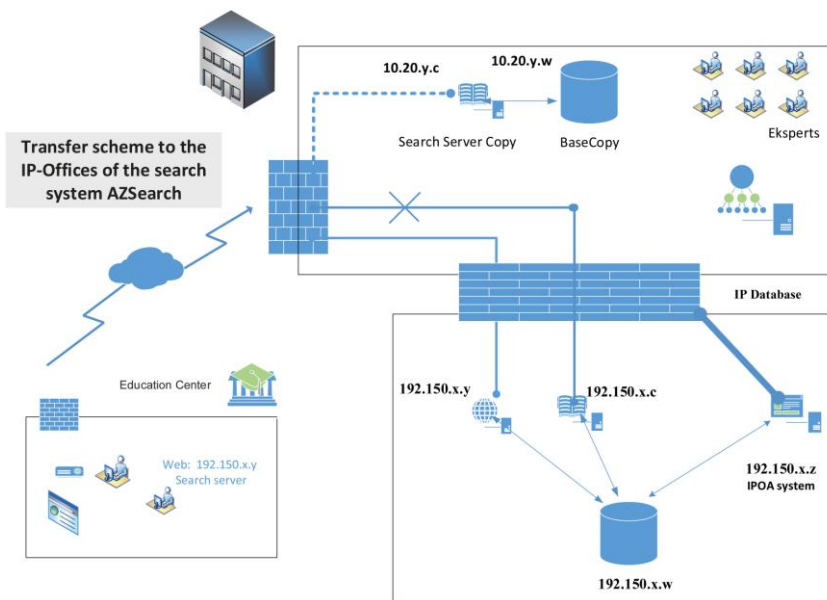 10.20.y.c
10.20.y.w
Search Server Copy
BaseCopy
Eksperts
Transfer scheme to the
IP-Offices of the search
system AZSearch
IP Database
Education Center
Web: 192.150.x.y
Search server
192.150.x.y
192.150.x.c
192.150.x.z
IPOA system
192.150.x.w